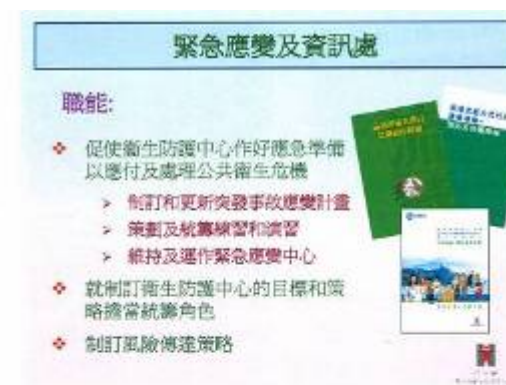 緊急應變及資訊處
職能:
促使衞生防護中心作好應急準備
以應付及處理公共衞生危機
制訂和更新突發事故應變計畫
策劃及統籌練習和演習
維持及運作緊急應變中心
就制訂衞生防護中心的目標和策
略擔當統籌角色
制訂風險傳達策略